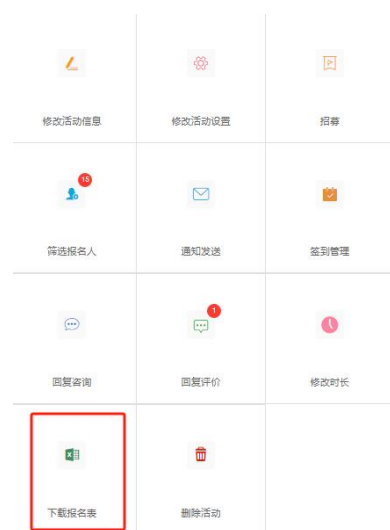 修改活动信息
修改活动设置
招募
15
筛选报名人
通知发送
签到管理
1
回复咨询
回复评价
修改时长
下载报名表
删除活动